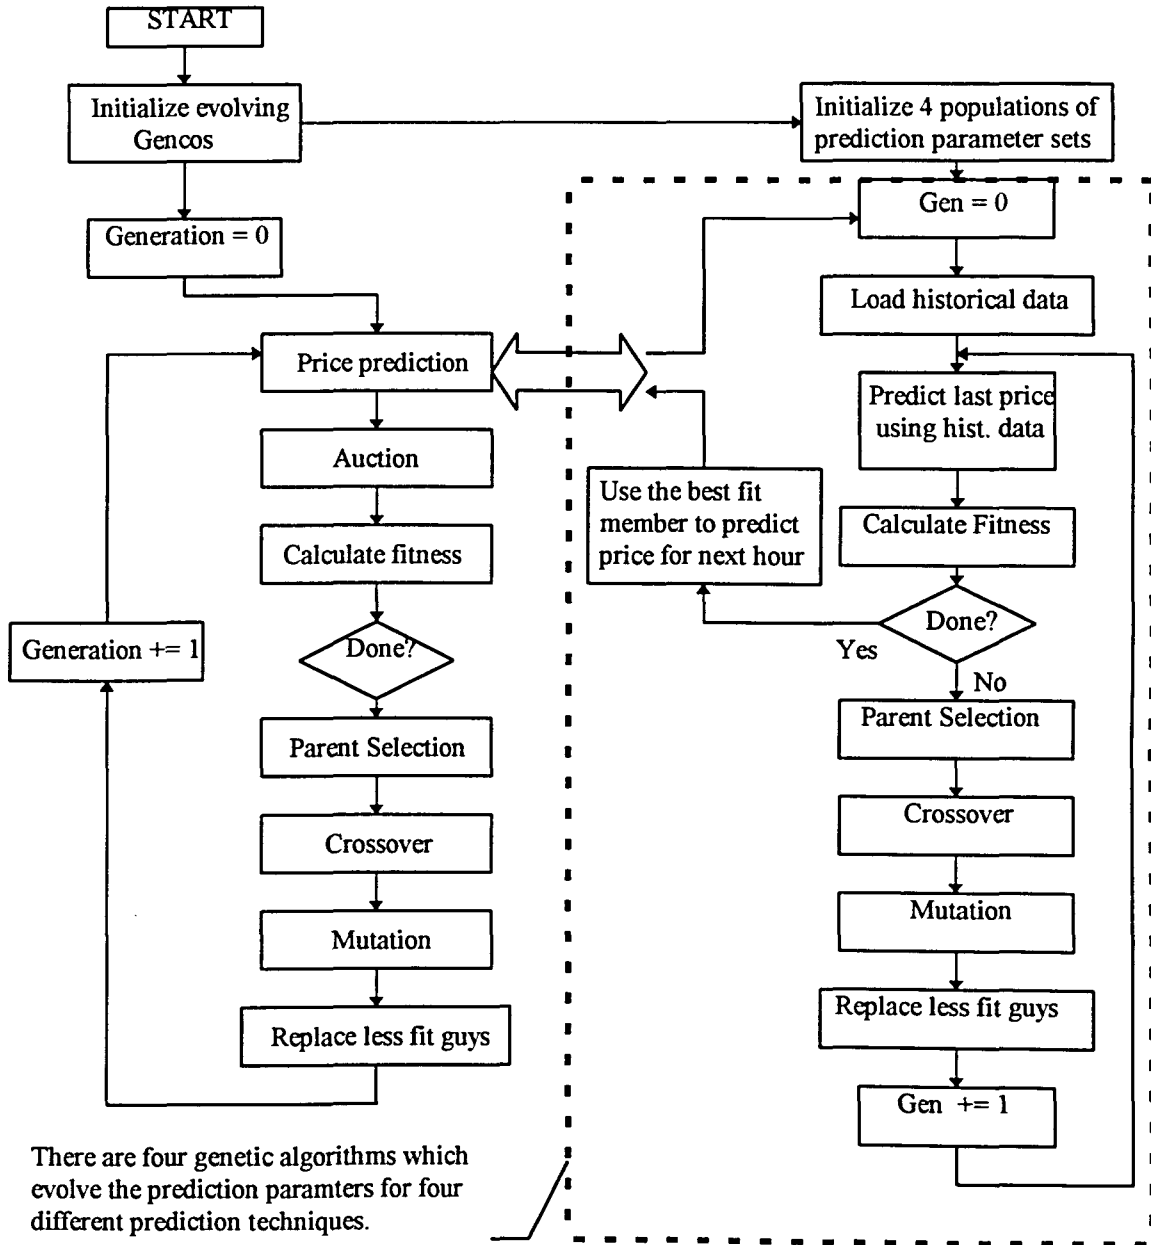 START
Initialize evolving
Gencos
Generation = 0
Price prediction
Auction
Calculate fitness
Done?
Generation += 1
Parent Selection
Crossover
Mutation
Replace less fit guys
There are four genetic algorithms which
evolve the prediction paramters for four
different prediction techniques.
Initialize 4 populations of
prediction parameter sets
Gen = 0
Load historical data
Predict last price
using hist. data
Use the best fit
member to predict
price for next hour
Calculate Fitness
Done?
Yes
No
Parent Selection
Crossover
Mutation
Replace less fit guys
Gen += 1